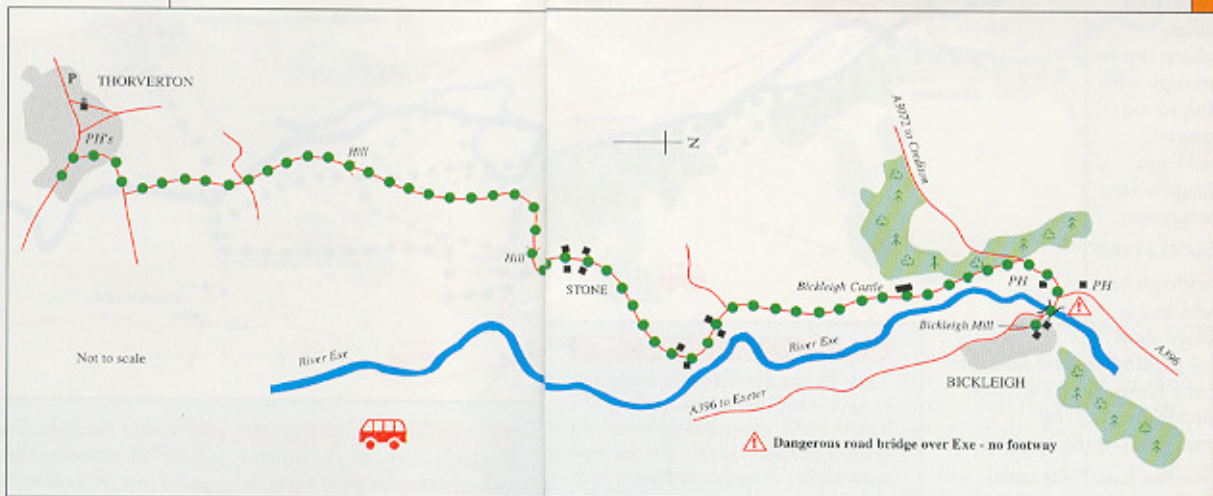 P
THORVERTON
PH's
Hill
Hill
STONE
N
A3072 to Crediton
Bickleigh Castle
PH
PH
Bickleigh Mill
River Exe
River Exe
A396
BICKLEIGH
A396 to Exeter
Not to scale
Dangerous road bridge over Exe - no footway